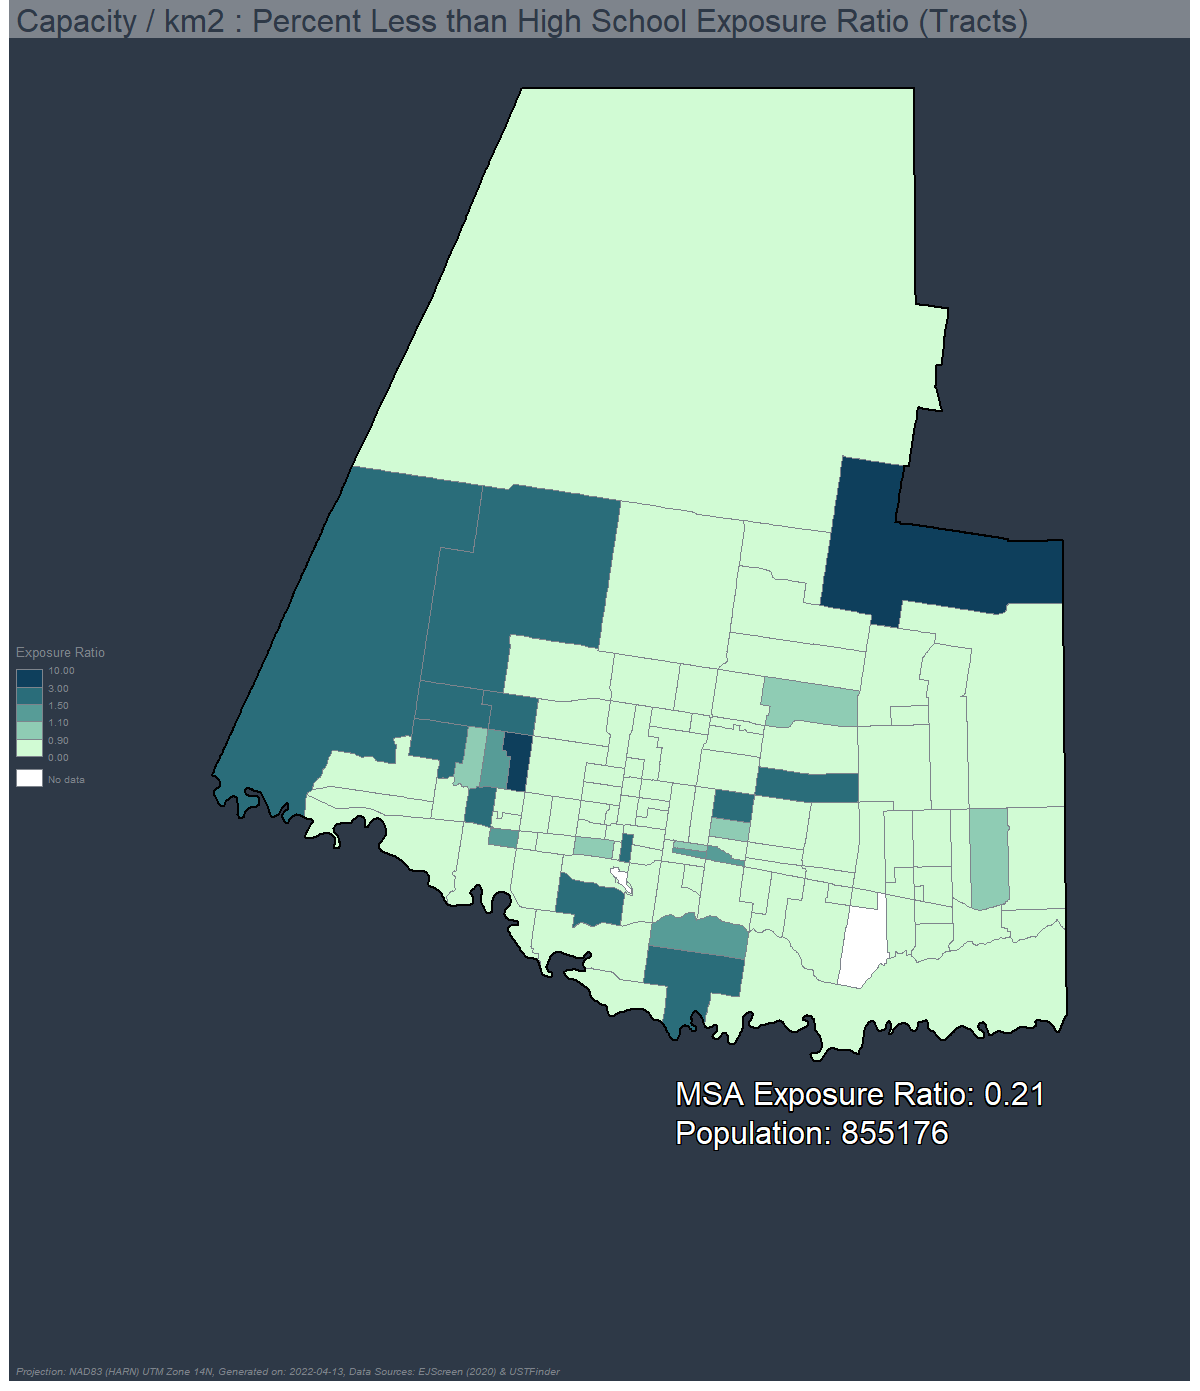 Capacity / km2 : Percent Less than High School Exposure Ratio (Tracts)
Exposure Ratio
10.00
3.00
1.50
1.10
0.90
0.00
No data
MSA Exposure Ratio: 0.21
Population: 855176
Projection: NAD83 (HARN) UTM Zone 14N, Generated on: 2022-04-13, Data Sources: EJScreen (2020) & USTFinder